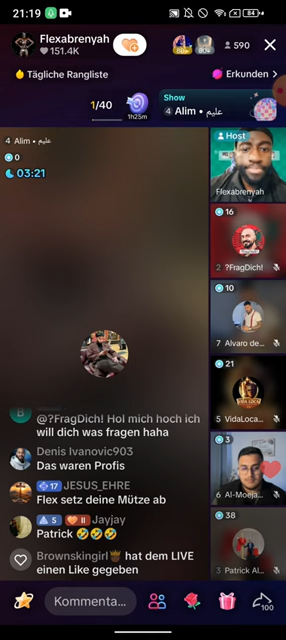 21:19
84
Flexabrenyah
151.4K
590
Tägliche Rangliste
Erkunden
1/40
1h25m
Show
4 Alim • عليم
4 Alim • عليم
0
03:21
Host
Flexabrenyah
16
2 ?FragDich!
10
7 Alvaro de...
21
5 VidaLoca...
3
6 Al-Moeja...
38
3 Patrick Al...
B
@?FragDich! Hol mich hoch ich
will dich was fragen haha
Denis Ivanovic903
Das waren Profis
17 JESUS_EHRE
Flex setz deine Mütze ab
5 II Jayjay
Patrick 🤣🤣🤣
Brownskingirl hat dem LIVE
einen Like gegeben
Kommenta...
100